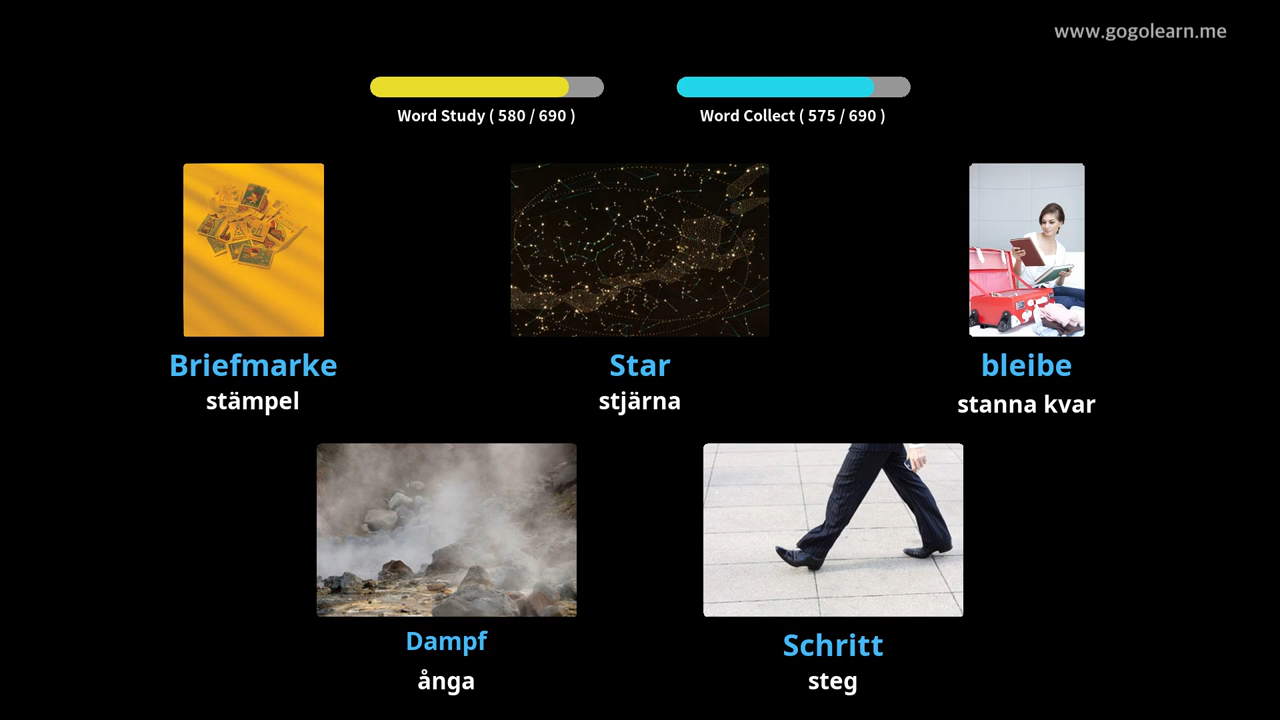 www.gogolearn.me
Word Study ( 580 / 690 )
Word Collect ( 575 / 690 )
Briefmarke
stämpel
Star
stjärna
bleibe
stanna kvar
Dampf
ånga
Schritt
steg